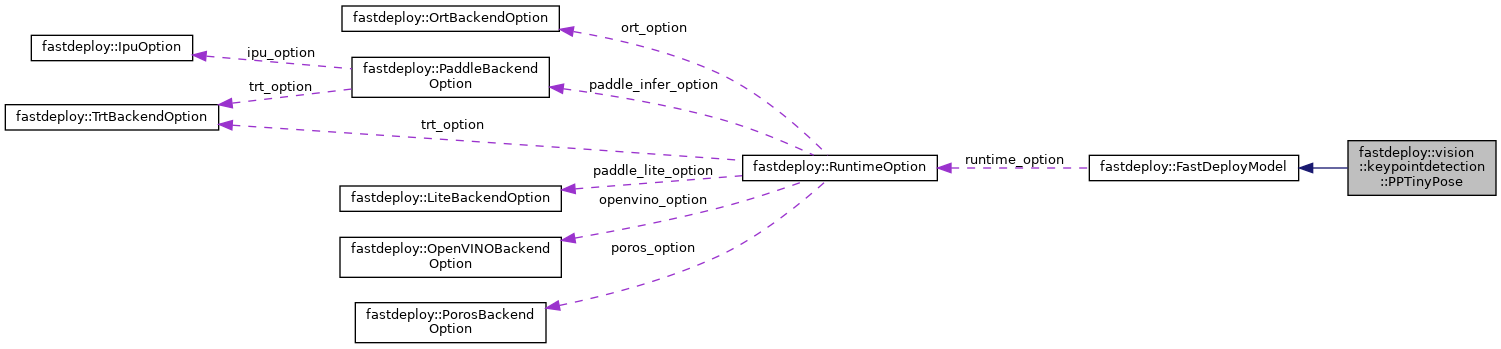 fastdeploy::OrtBackendOption
fastdeploy::IpuOption
ipu_option
fastdeploy::PaddleBackend
Option
ort_option
trt_option
paddle_infer_option
fastdeploy::TrtBackendOption
trt_option
fastdeploy::RuntimeOption
runtime_option
fastdeploy::FastDeployModel
fastdeploy::vision
::keypointdetection
::PPTinyPose
paddle_lite_option
fastdeploy::LiteBackendOption
openvino_option
fastdeploy::OpenVINOBackend
Option
poros_option
fastdeploy::PorosBackend
Option